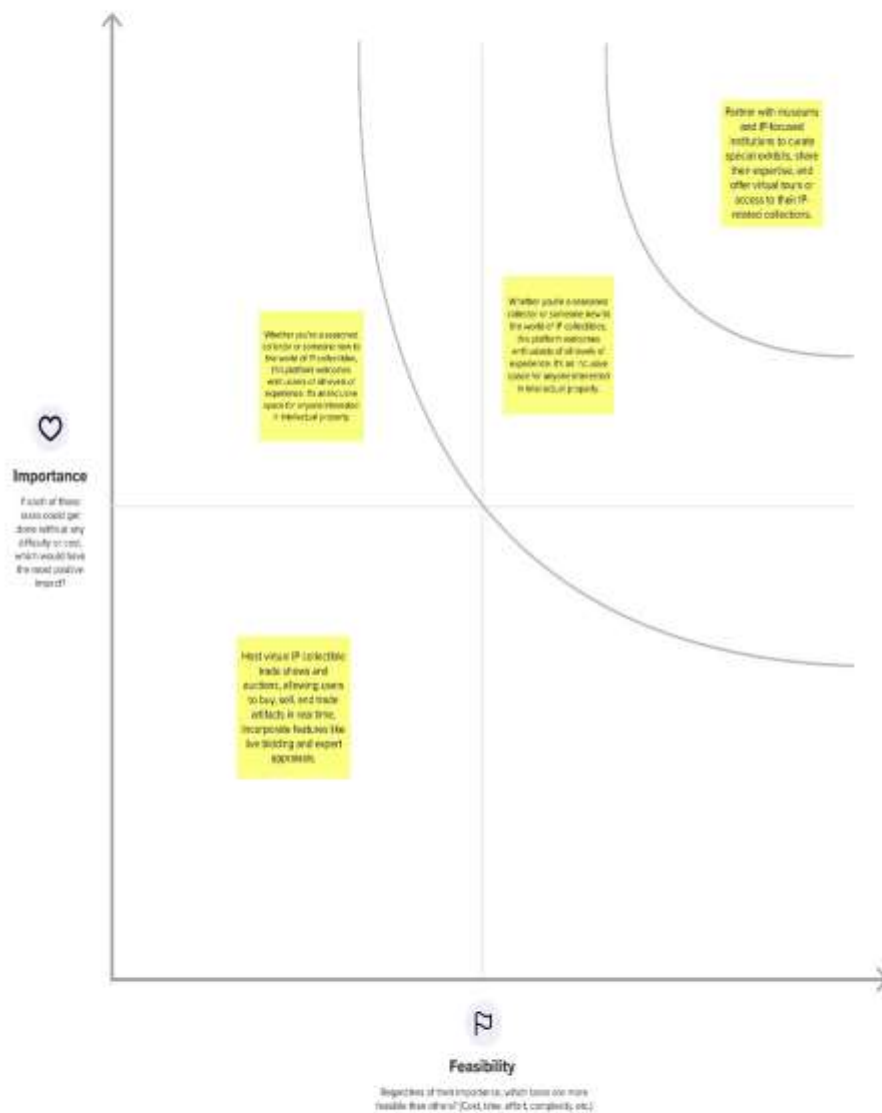 Partner with museums
and IP-focused
institutions to curate
special exhibits, share
their expertise, and
offer virtual tours or
access to their IP-
related collections.
Whether you're a seasoned
collector or someone new to
the world of IP collectibles,
this platform welcomes
enthusiasts of all levels of
experience. It's an inclusive
space for anyone interested
in intellectual property.
Whether you're a seasoned
collector or someone new to
the world of IP collectibles,
this platform welcomes
enthusiasts of all levels of
experience. It's an inclusive
space for anyone interested
in intellectual property.
Importance
If each of these
tasks could get
done without any
difficulty or cost,
which would have
the most positive
impact?
Host virtual IP collectible
trade shows and
auctions, allowing users
to buy, sell, and trade
artifacts in real time,
incorporate features like
live bidding and expert
appraisals.
Feasibility
Regardless of their importance, which tasks are more
feasible than others? (Cost, time, effort, complexity, etc.)